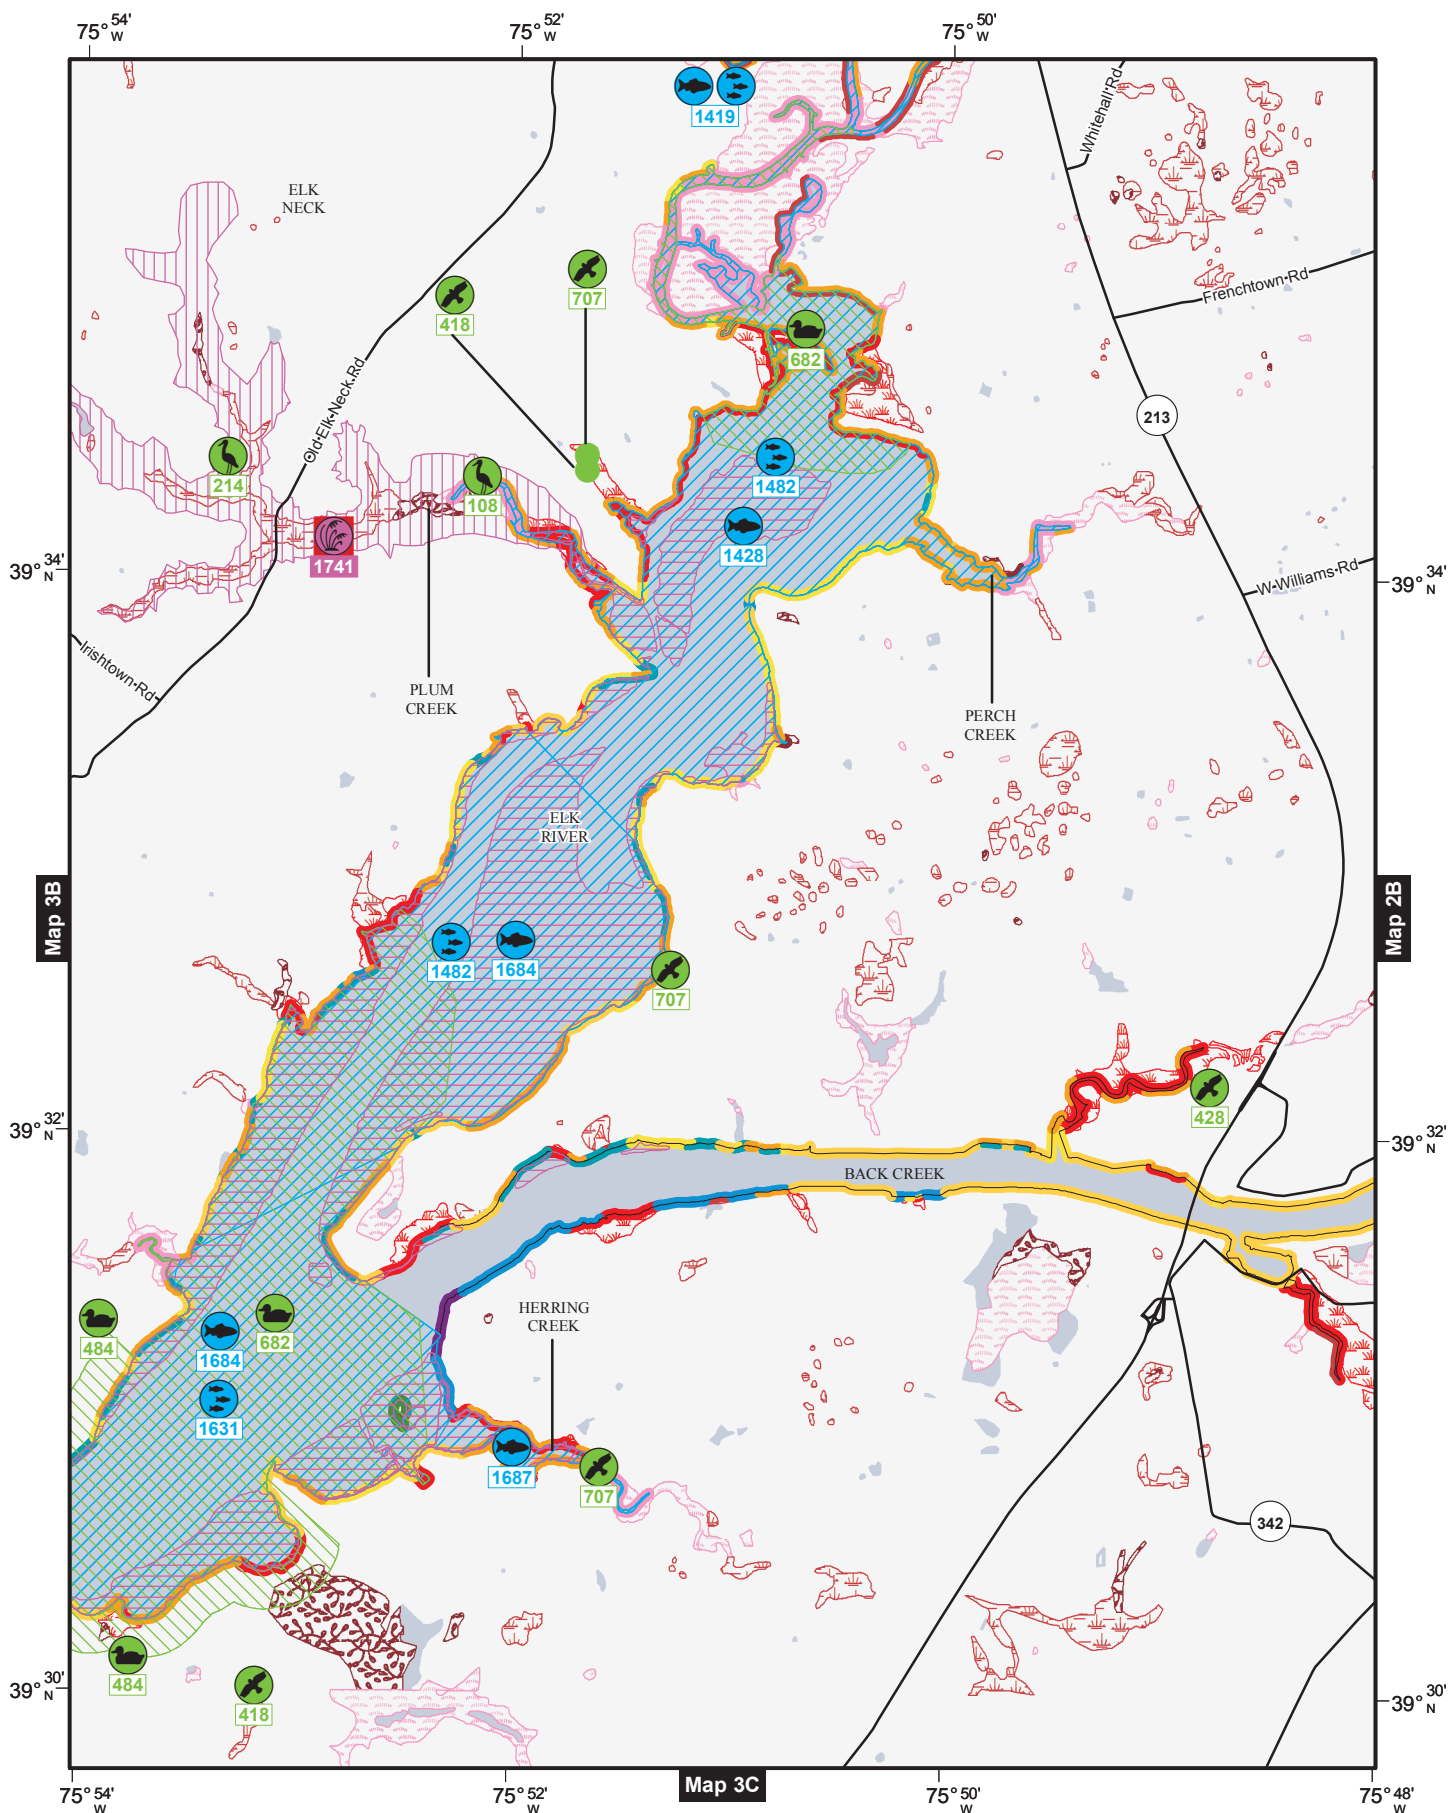 75° 54' W
75° 52' W
75° 50' W
1419
Whitehall Rd
ELK
NECK
Frenchtown Rd
418
707
682
Old Elk Neck Rd
213
214
108
1482
1428
1741
39° 34' N
39° 34' N
W Williams Rd
Irishtown Rd
PLUM
CREEK
PERCH
CREEK
ELK
RIVER
Map 3B
Map 2B
1482
1684
707
428
39° 32' N
39° 32' N
BACK CREEK
HERRING
CREEK
484
1684
682
1631
1687
707
342
484
418
39° 30' N
39° 30' N
Map 3C
75° 54' W
75° 52' W
75° 50' W
75° 48' W